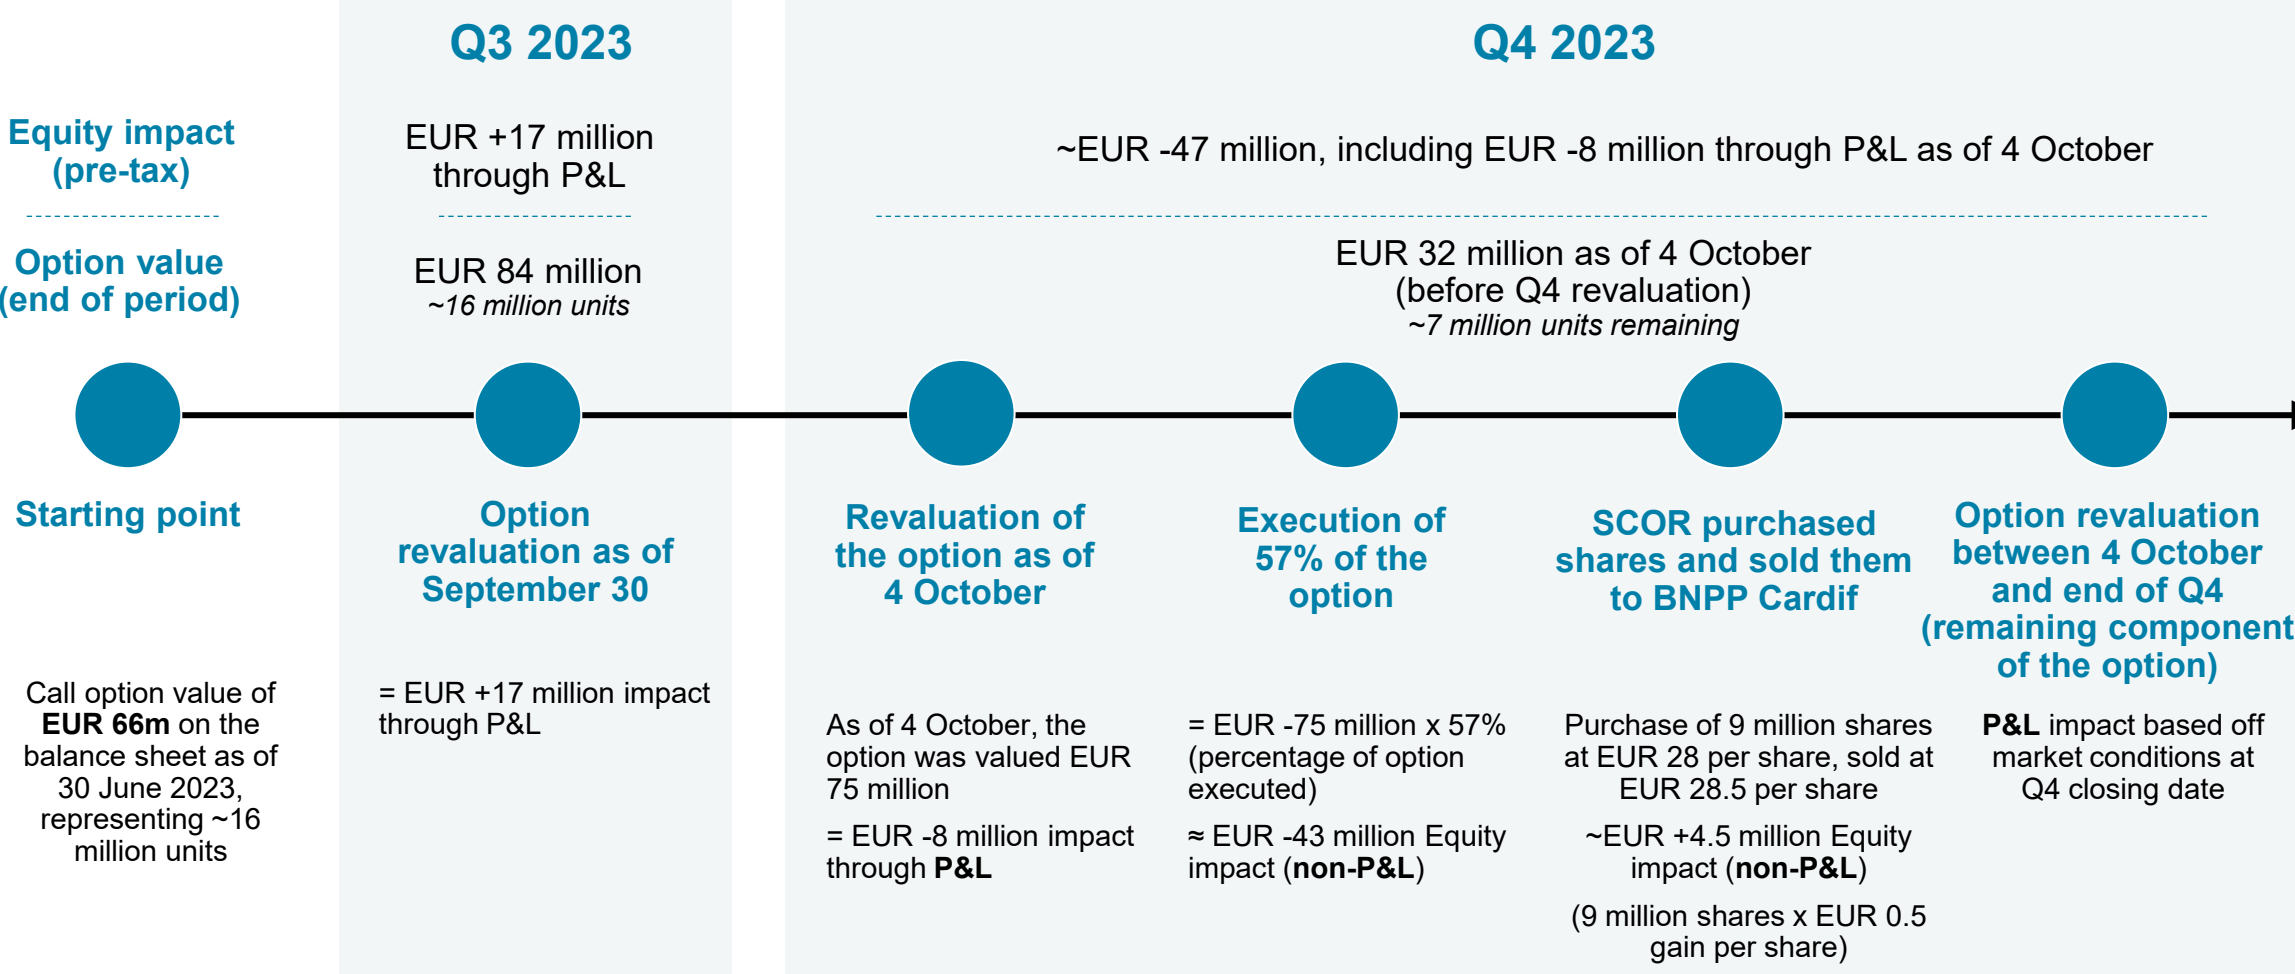 Q3 2023
Q4 2023
Equity impact
(pre-tax)
EUR +17 million
through P&L
~EUR -47 million, including EUR -8 million through P&L as of 4 October
Option value
(end of period)
EUR 84 million
~16 million units
EUR 32 million as of 4 October
(before Q4 revaluation)
~7 million units remaining
Starting point
Call option value of
EUR 66m on the
balance sheet as of
30 June 2023,
representing ~16
million units
Option
revaluation as of
September 30
= EUR +17 million impact
through P&L
Revaluation of
the option as of
4 October
As of 4 October, the
option was valued EUR
75 million
= EUR -8 million impact
through P&L
Execution of
57% of the
option
= EUR -75 million x 57%
(percentage of option
executed)
≈ EUR -43 million Equity
impact (non-P&L)
SCOR purchased
shares and sold them
to BNPP Cardif
Purchase of 9 million shares
at EUR 28 per share, sold at
EUR 28.5 per share
~EUR +4.5 million Equity
impact (non-P&L)
(9 million shares x EUR 0.5
gain per share)
Option revaluation
between 4 October
and end of Q4
(remaining component
of the option)
P&L impact based off
market conditions at
Q4 closing date